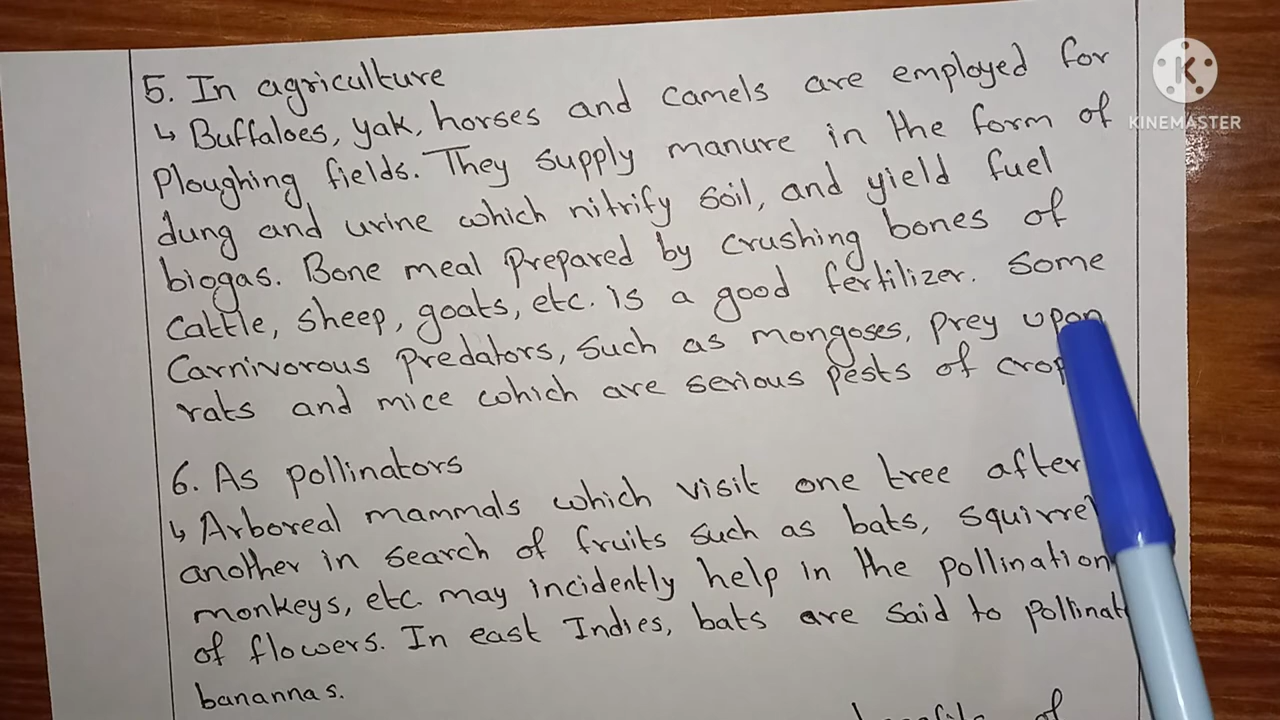 5. In agriculture
↳ Buffaloes, yak, horses and camels are employed for
Ploughing fields. They supply manure in the form of
dung and urine which nitrify soil, and yield fuel
biogas. Bone meal prepared by crushing bones of
cattle, sheep, goats, etc. is a good fertilizer. Some
Carnivorous predators, such as mongoses, prey upon
rats and mice which are serious pests of crop
6. As pollinators
↳ Arboreal mammals which visit one tree after
another in search of fruits such as bats, squirrel
monkeys, etc. may incidently help in the pollination
of flowers. In east Indies, bats are said to pollinat
banannas.
of
KINEMASTER